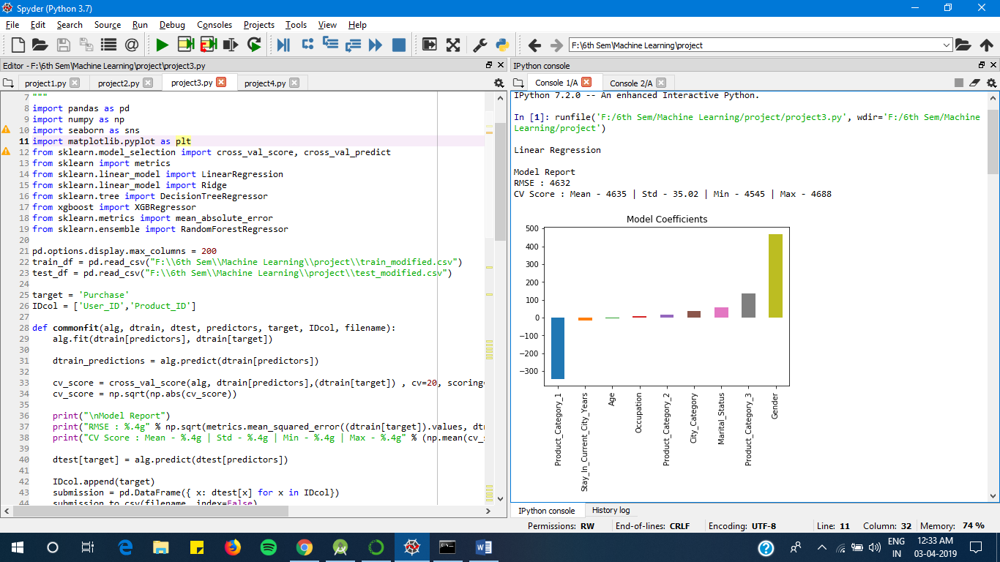 Spyder (Python 3.7)
File Edit Search Source Run Debug Consoles Projects Tools View Help
F:\6th Sem\Machine Learning\project
Editor - F:\6th Sem\Machine Learning\project\project3.py
project1.py project2.py project3.py project4.py
7 """
8 import pandas as pd
9 import numpy as np
10 import seaborn as sns
11 import matplotlib.pyplot as plt
12 from sklearn.model_selection import cross_val_score, cross_val_predict
13 from sklearn import metrics
14 from sklearn.linear_model import LinearRegression
15 from sklearn.linear_model import Ridge
16 from sklearn.tree import DecisionTreeRegressor
17 from xgboost import XGBRegressor
18 from sklearn.metrics import mean_absolute_error
19 from sklearn.ensemble import RandomForestRegressor
20
21 pd.options.display.max_columns = 200
22 train_df = pd.read_csv("F:\\6th Sem\\Machine Learning\\project\\train_modified.csv")
23 test_df = pd.read_csv("F:\\6th Sem\\Machine Learning\\project\\test_modified.csv")
24
25 target = 'Purchase'
26 IDcol = ['User_ID','Product_ID']
27
28 def commonfit(alg, dtrain, dtest, predictors, target, IDcol, filename):
29     alg.fit(dtrain[predictors], dtrain[target])
30
31     dtrain_predictions = alg.predict(dtrain[predictors])
32
33     cv_score = cross_val_score(alg, dtrain[predictors],(dtrain[target]) , cv=20, scoring=
34     cv_score = np.sqrt(np.abs(cv_score))
35
36     print("\nModel Report")
37     print("RMSE : %.4g" % np.sqrt(metrics.mean_squared_error((dtrain[target]).values, dt
38     print("CV Score : Mean - %.4g | Std - %.4g | Min - %.4g | Max - %.4g" % (np.mean(cv_
39
40     dtest[target] = alg.predict(dtest[predictors])
41
42     IDcol.append(target)
43     submission = pd.DataFrame({ x: dtest[x] for x in IDcol})
44     submission.to_csv(filename, index=False)
IPython console
Console 1/A Console 2/A
IPython 7.2.0 -- An enhanced Interactive Python.
In [1]: runfile('F:/6th Sem/Machine Learning/project/project3.py', wdir='F:/6th Sem/Machine
Learning/project')
Linear Regression
Model Report
RMSE : 4632
CV Score : Mean - 4635 | Std - 35.02 | Min - 4545 | Max - 4688
Model Coefficients
500
400
300
200
100
0
−100
−200
−300
Product_Category_1
Stay_In_Current_City_Years
Age
Occupation
Product_Category_2
City_Category
Marital_Status
Product_Category_3
Gender
IPython console History log
Permissions: RW End-of-lines: CRLF Encoding: UTF-8 Line: 11 Column: 32 Memory: 74 %
ENG
IN
12:33 AM
03-04-2019